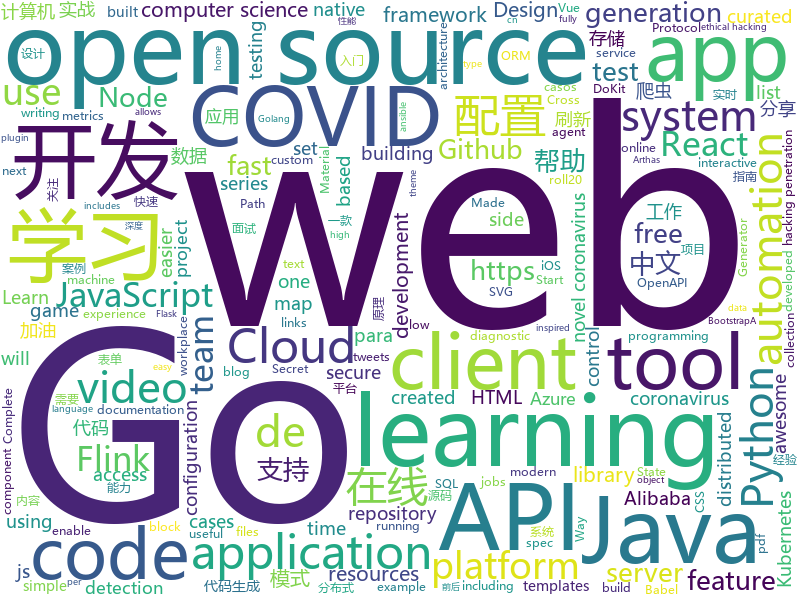 计算机 实战
computer science
native
Design
generation
built
framework
testing
Vue
fully
curated
性能
cn
设计
home
architecture
ORM
入门
open source
app
service
存储
Protocol
ethical hacking
test
爬虫
list
DoKit
实时
Cross
刷新
分享
agent
use
Node
COVID
配置
system
writing
metrics
allows
应用
Golang
ansible
开发
数据
fast
set
Github
React
帮助
online
Arthas
building
plugin
关注
next
快速
series
custom
Material
based
roll20
interactive
指南
theme
includes
深度
web
学习
Path
面试
一款
high
Made
side
工作
free
中文
OpenAPI
项目
automation
easier
project
案例
Learn
machine
Generator
developed
hacking penetration
JavaScript
one
map
https
iOS
Start
SVG
development
原理
game
team
Flask
experience
text
low
data
BootstrapA
inspired
加油
Cloud
para
diagnostic
novel coronavirus
control
programming
will
表单
workplace
links
blog
Secret
tweets
平台
secure
client
tool
collection
component
Complete
video
easy
created
HTML
Azure
需要
language
documentation
configuration
Go
de
learning
coronavirus
library
jobs
awesome
Python
代码
Flink
access
支持
在线
distributed
经验
内容
能力
modern
State
object
SQL
源码
Alibaba
using
cases
repository
API
Java
CSS
type
enable
useful
time
running
spec
Way
系统
Kubernetes
js
code
application
模式
platform
server
feature
block
files
pdf
detection
resources
simple
per
代码生成
分布式
example
前后
including
templates
build
Babel
casos